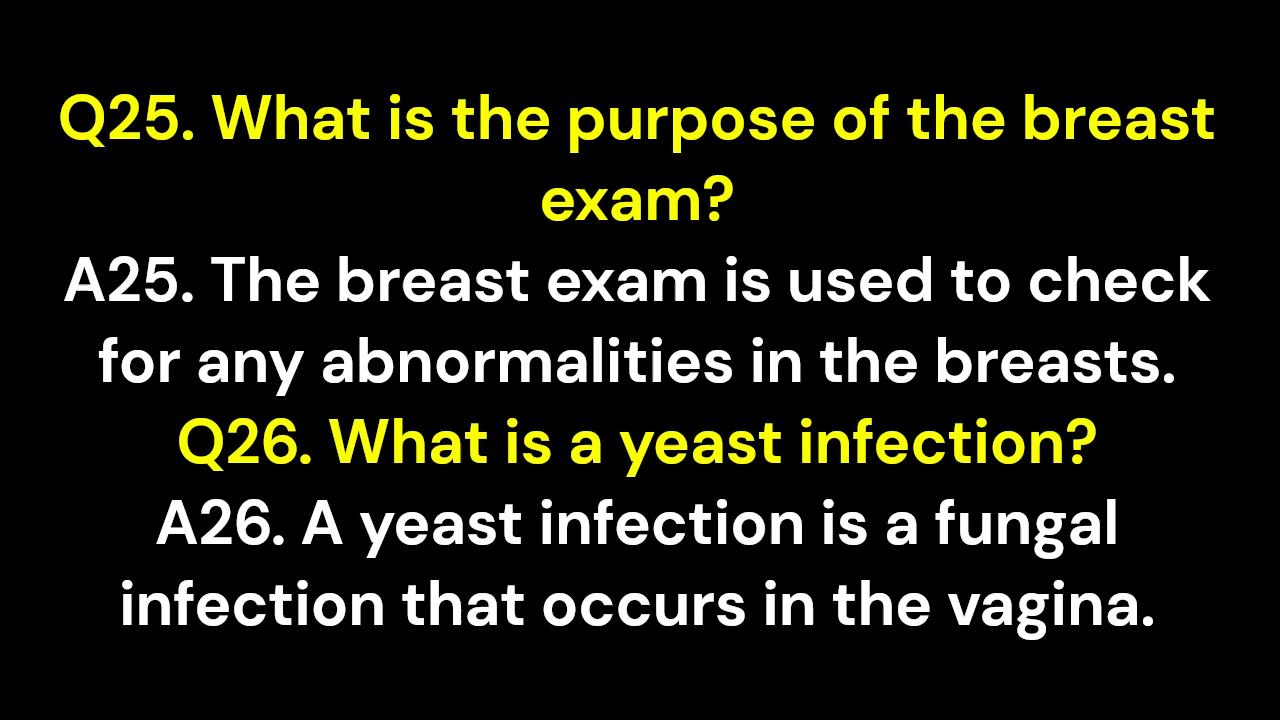 Q25. What is the purpose of the breast
exam?
A25. The breast exam is used to check
for any abnormalities in the breasts.
Q26. What is a yeast infection?
A26. A yeast infection is a fungal
infection that occurs in the vagina.